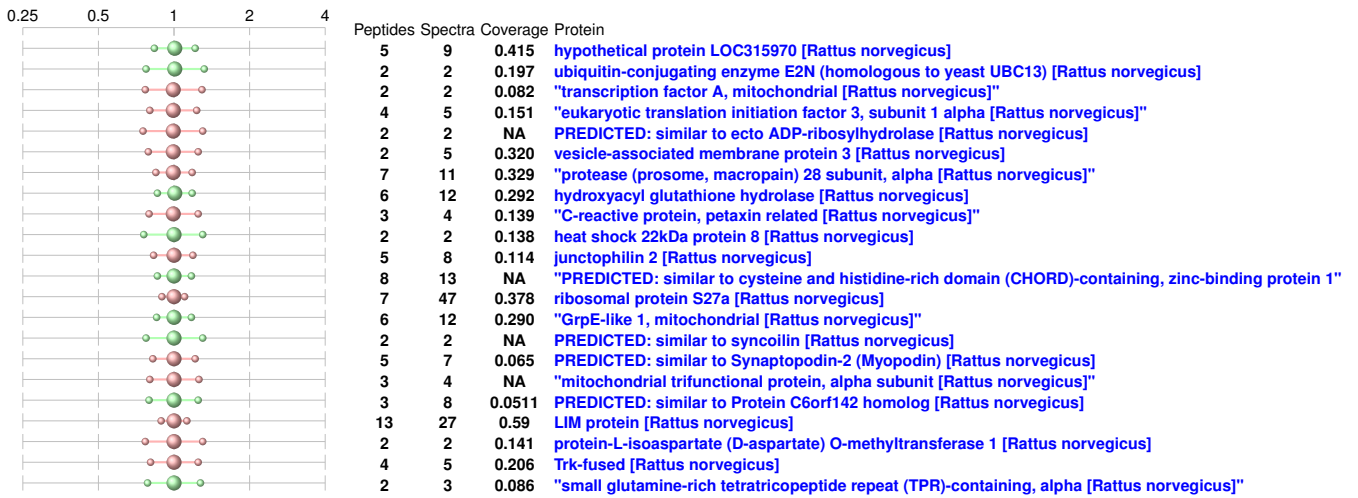 0.25 0.5 1 2 4
Peptides Spectra Coverage Protein
5 9 0.415 hypothetical protein LOC315970 [Rattus norvegicus]
2 2 0.197 ubiquitin-conjugating enzyme E2N (homologous to yeast UBC13) [Rattus norvegicus]
2 2 0.082 "transcription factor A, mitochondrial [Rattus norvegicus]"
4 5 0.151 "eukaryotic translation initiation factor 3, subunit 1 alpha [Rattus norvegicus]"
2 2 NA PREDICTED: similar to ecto ADP-ribosylhydrolase [Rattus norvegicus]
2 5 0.320 vesicle-associated membrane protein 3 [Rattus norvegicus]
7 11 0.329 "protease (prosome, macropain) 28 subunit, alpha [Rattus norvegicus]"
6 12 0.292 hydroxyacyl glutathione hydrolase [Rattus norvegicus]
3 4 0.139 "C-reactive protein, petaxin related [Rattus norvegicus]"
2 2 0.138 heat shock 22kDa protein 8 [Rattus norvegicus]
5 8 0.114 junctophilin 2 [Rattus norvegicus]
8 13 NA "PREDICTED: similar to cysteine and histidine-rich domain (CHORD)-containing, zinc-binding protein 1"
7 47 0.378 ribosomal protein S27a [Rattus norvegicus]
6 12 0.290 "GrpE-like 1, mitochondrial [Rattus norvegicus]"
2 2 NA PREDICTED: similar to syncoilin [Rattus norvegicus]
5 7 0.065 PREDICTED: similar to Synaptopodin-2 (Myopodin) [Rattus norvegicus]
3 4 NA "mitochondrial trifunctional protein, alpha subunit [Rattus norvegicus]"
3 8 0.0511 PREDICTED: similar to Protein C6orf142 homolog [Rattus norvegicus]
13 27 0.59 LIM protein [Rattus norvegicus]
2 2 0.141 protein-L-isoaspartate (D-aspartate) O-methyltransferase 1 [Rattus norvegicus]
4 5 0.206 Trk-fused [Rattus norvegicus]
2 3 0.086 "small glutamine-rich tetratricopeptide repeat (TPR)-containing, alpha [Rattus norvegicus]"